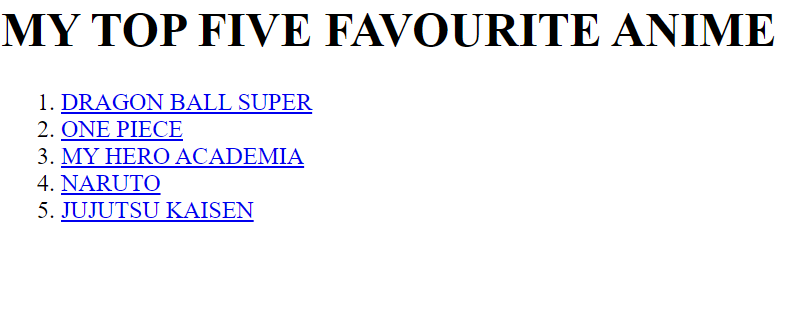 MY TOP FIVE FAVOURITE ANIME
1. DRAGON BALL SUPER
2. ONE PIECE
3. MY HERO ACADEMIA
4. NARUTO
5. JUJUTSU KAISEN